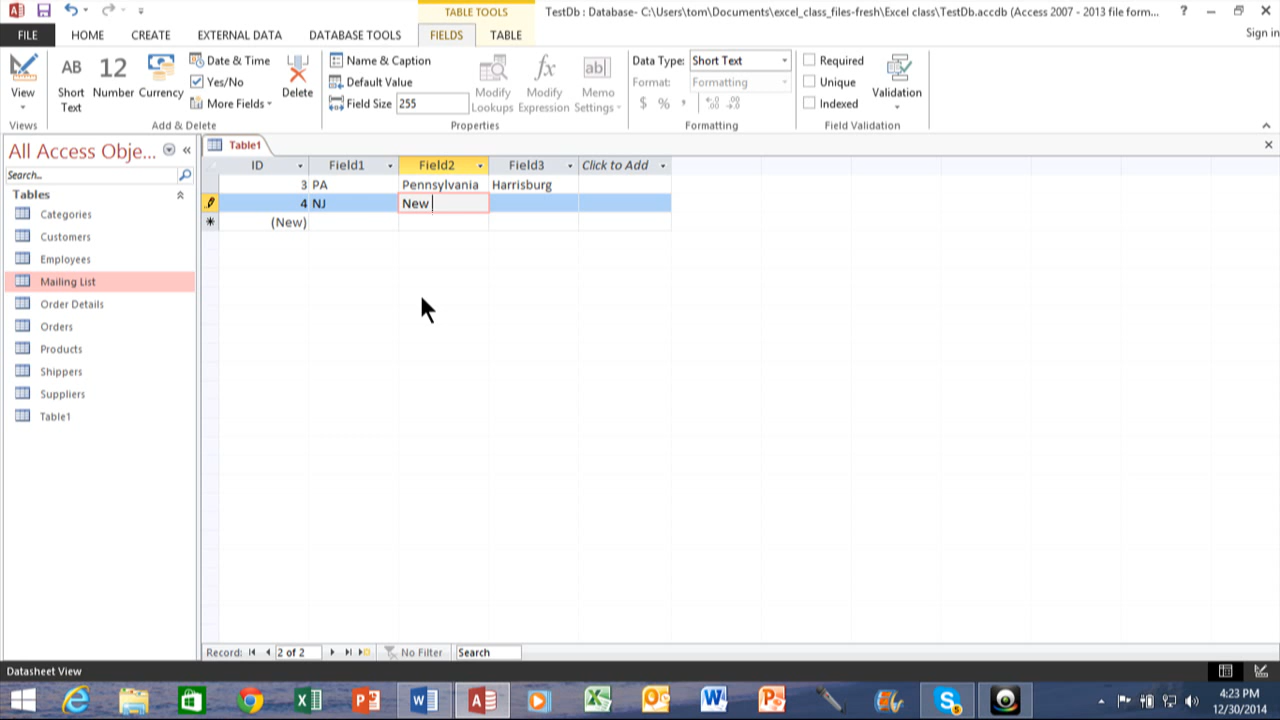 TABLE TOOLS
TestDb : Database- C:\Users\tom\Documents\excel_class_files-fresh\Excel class\TestDb.accdb (Access 2007 - 2013 file form...
?
FILE HOME CREATE EXTERNAL DATA DATABASE TOOLS FIELDS TABLE
Sign in
View
AB
Short
Text
12
Number
Currency
Date & Time
Yes/No
More Fields
Delete
Name & Caption
Default Value
Field Size 255
Modify
Lookups
fx
Modify
Expression
ab|
Memo
Settings
Data Type: Short Text
Format: Formatting
$ % , .00 .00
Required
Unique
Indexed
Validation
Views
Add & Delete
Properties
Formatting
Field Validation
All Access Obje...
Search..
Tables
Categories
Customers
Employees
Mailing List
Order Details
Orders
Products
Shippers
Suppliers
Table1
Table1
ID Field1 Field2 Field3 Click to Add
3 PA Pennsylvania Harrisburg
4 NJ New
(New)
Record: 2 of 2 No Filter Search
Datasheet View
4:23 PM
12/30/2014